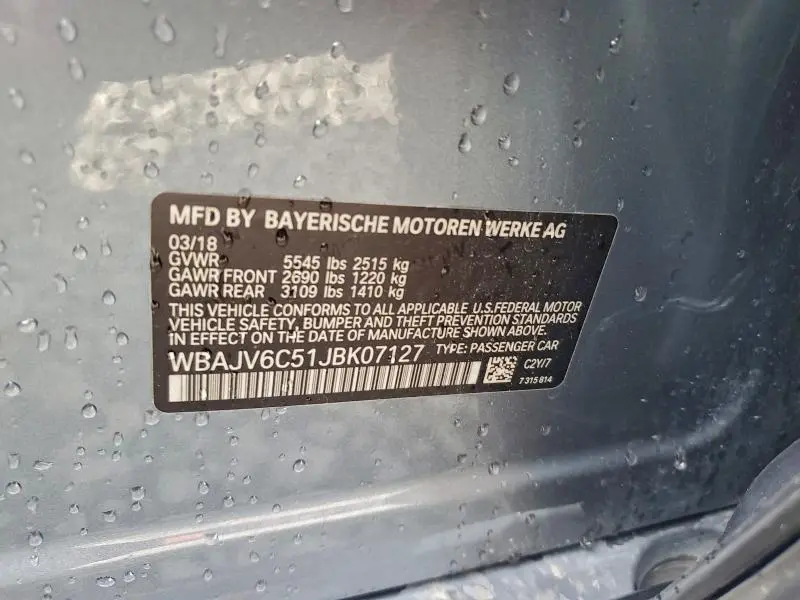 MFD BY BAYERISCHE MOTOREN WERKE AG
03/18
GVWR 5545 lbs 2515 kg
GAWR FRONT 2690 lbs 1220 kg
GAWR REAR 3109 lbs 1410 kg
THIS VEHICLE CONFORMS TO ALL APPLICABLE U.S.FEDERAL MOTOR
VEHICLE SAFETY, BUMPER AND THEFT PREVENTION STANDARDS
IN EFFECT ON THE DATE OF MANUFACTURE SHOWN ABOVE.
WBAJV6C51JBK07127 TYPE: PASSENGER CAR
C2Y/7
7 315 814